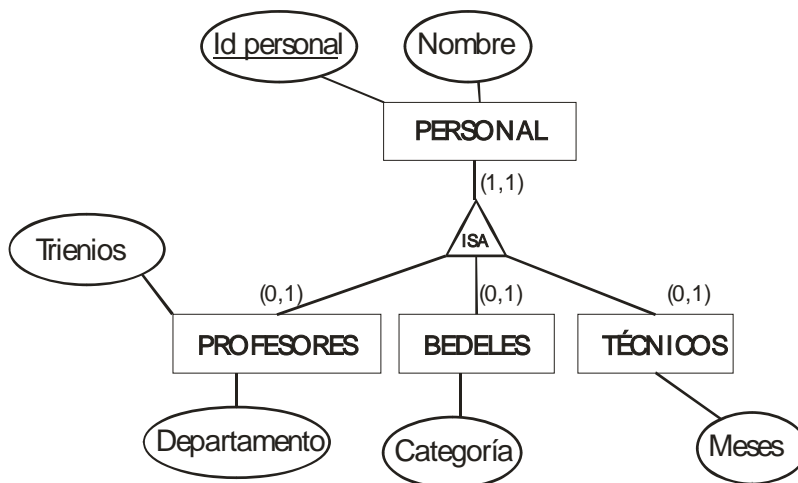 Id personal
Nombre
PERSONAL
(1,1)
ISA
Trienios
(0,1)
(0,1)
(0,1)
PROFESORES
BEDELES
TÉCNICOS
Departamento
Categoría
Meses